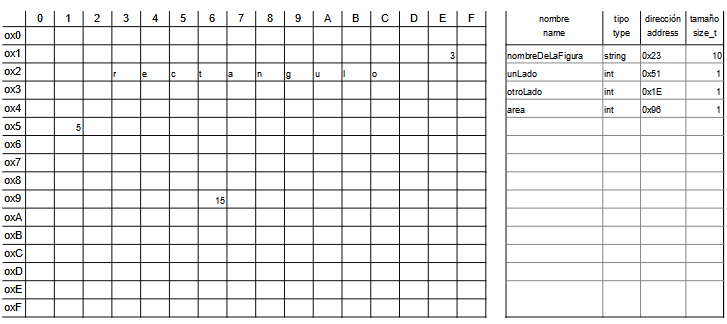 0 1 2 3 4 5 6 7 8 9 A B C D E F
ox0
ox1 3
ox2 r e c t a n g u l o
ox3
ox4
ox5 5
ox6
ox7
ox8
ox9 15
oxA
oxB
oxC
oxD
oxE
oxF
nombre tipo dirección tamaño
name type address size_t
nombreDeLaFigura string 0x23 10
unLado int 0x51 1
otroLado int 0x1E 1
area int 0x96 1